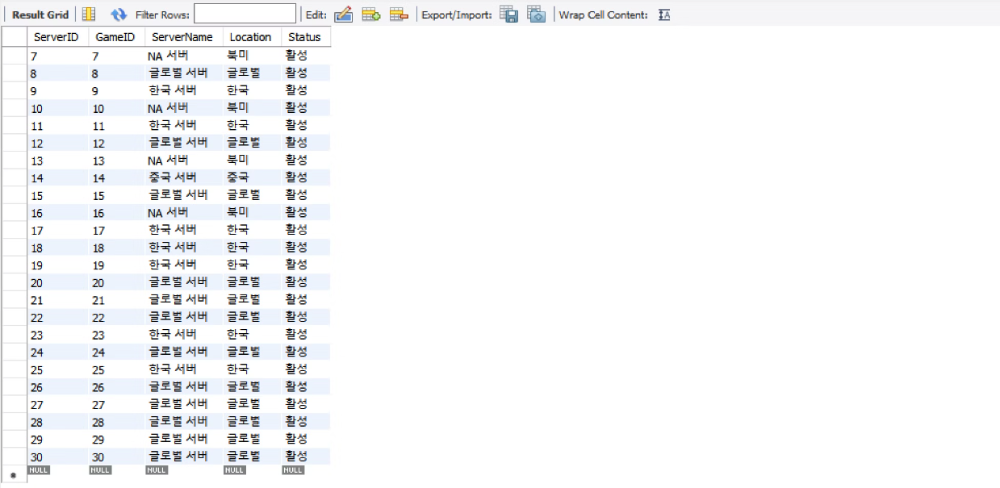 Result Grid Filter Rows: Edit: Export/Import: Wrap Cell Content: IA
ServerID GameID ServerName Location Status
7 7 NA 서버 북미 활성
8 8 글로벌 서버 글로벌 활성
9 9 한국 서버 한국 활성
10 10 NA 서버 북미 활성
11 11 한국 서버 한국 활성
12 12 글로벌 서버 글로벌 활성
13 13 NA 서버 북미 활성
14 14 중국 서버 중국 활성
15 15 글로벌 서버 글로벌 활성
16 16 NA 서버 북미 활성
17 17 한국 서버 한국 활성
18 18 한국 서버 한국 활성
19 19 한국 서버 한국 활성
20 20 글로벌 서버 글로벌 활성
21 21 글로벌 서버 글로벌 활성
22 22 글로벌 서버 글로벌 활성
23 23 한국 서버 한국 활성
24 24 글로벌 서버 글로벌 활성
25 25 한국 서버 한국 활성
26 26 글로벌 서버 글로벌 활성
27 27 글로벌 서버 글로벌 활성
28 28 글로벌 서버 글로벌 활성
29 29 글로벌 서버 글로벌 활성
30 30 글로벌 서버 글로벌 활성
NULL NULL NULL NULL NULL